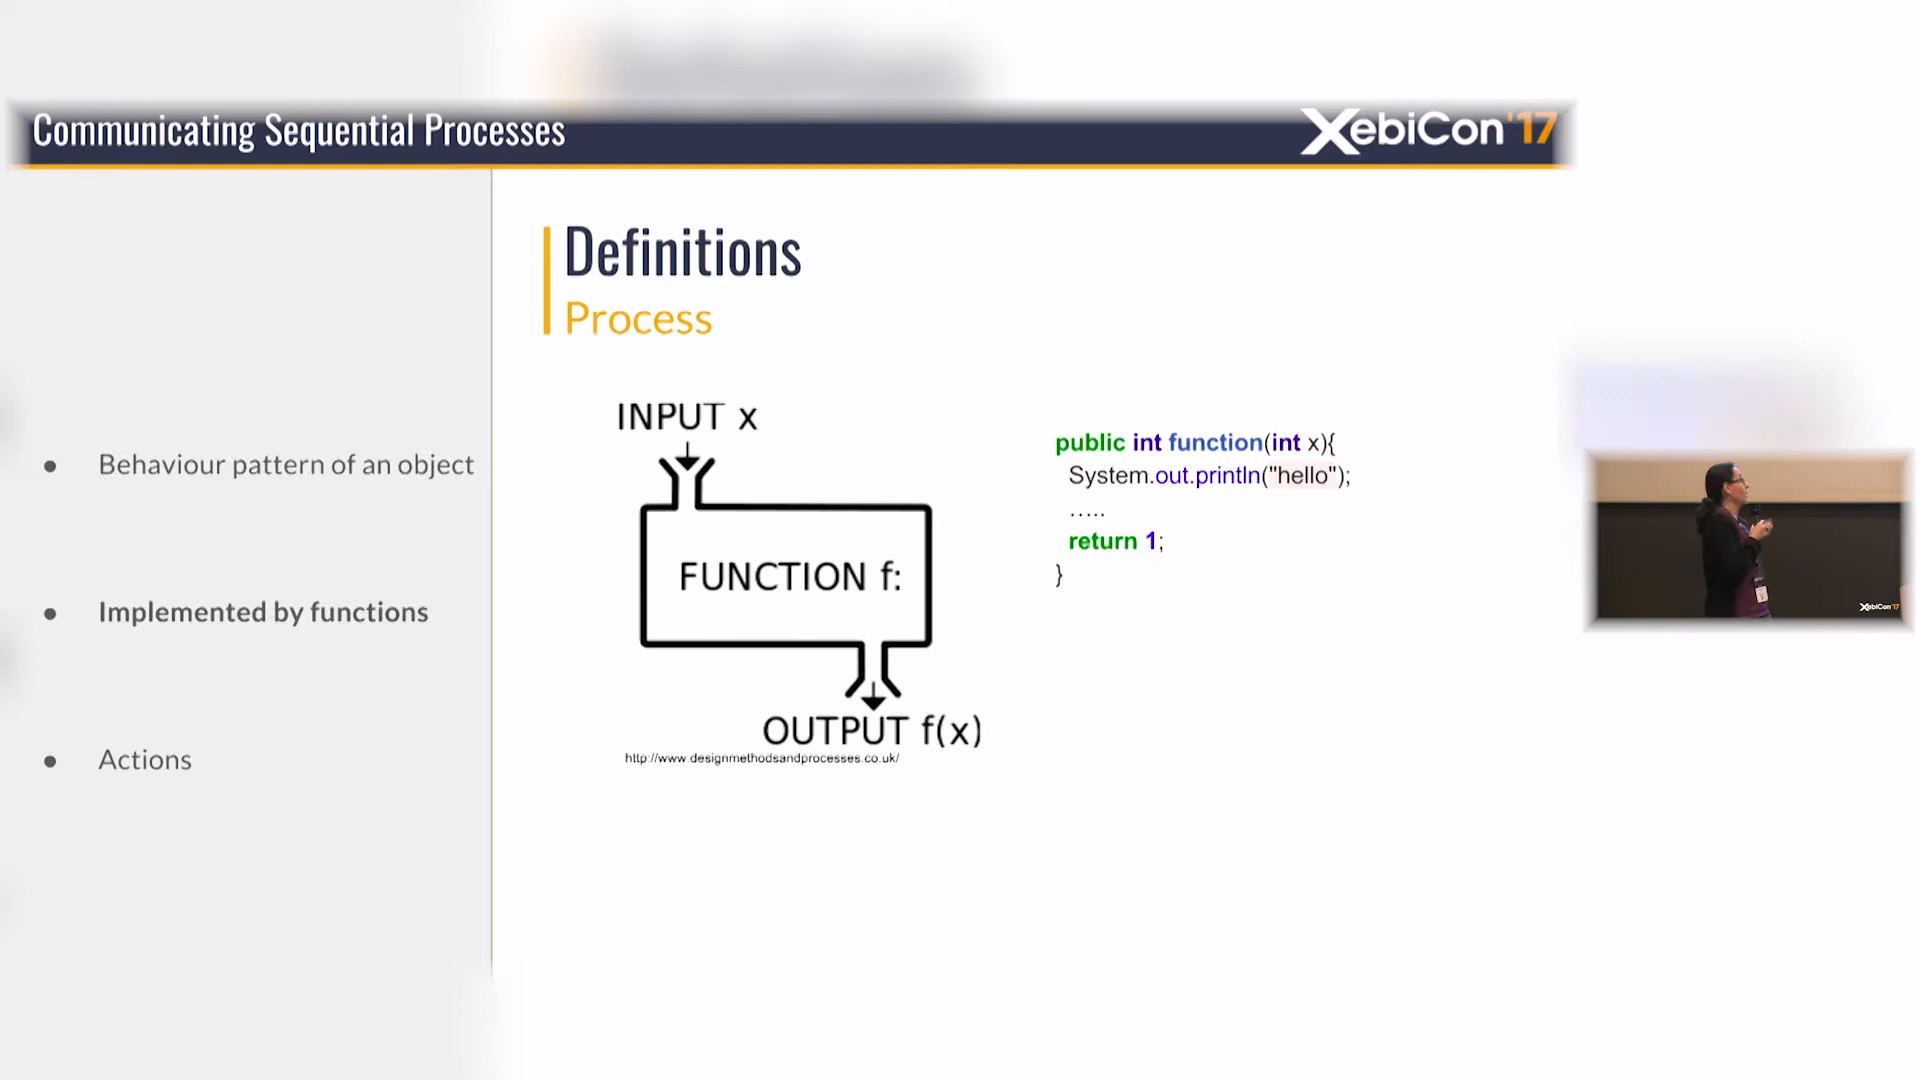 Communicating Sequential Processes
XebiCon'17
Definitions
Process
• Behaviour pattern of an object
• Implemented by functions
• Actions
INPUT x
FUNCTION f:
OUTPUT f(x)
http://www.designmethodsandprocesses.co.uk/
public int function(int x){
System.out.println("hello");
.....
return 1;
}
XebiCon'17